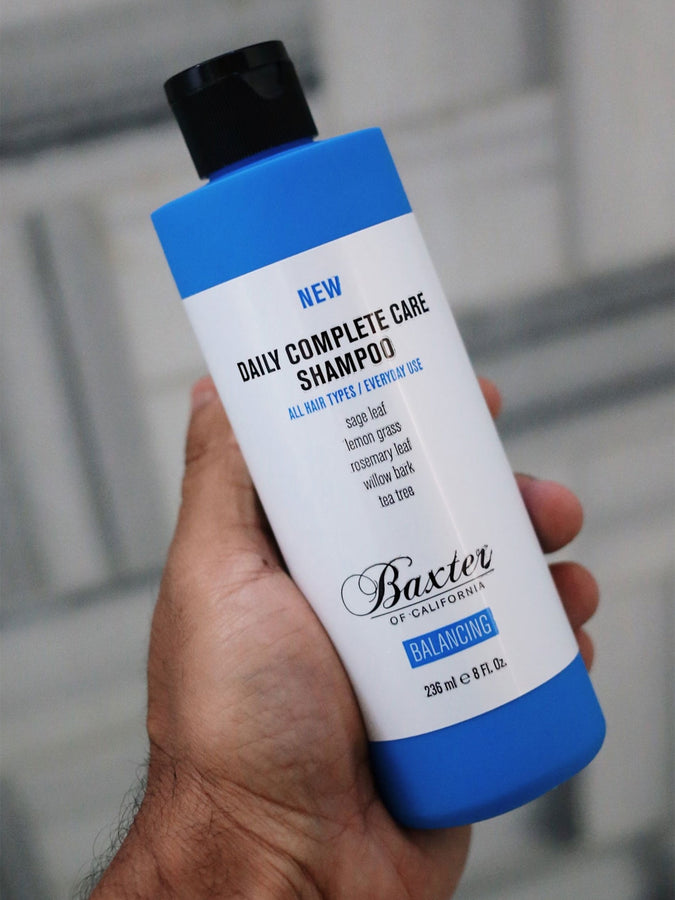 NEW
DAILY COMPLETE CARE
SHAMPOO
ALL HAIR TYPES / EVERYDAY USE
sage leaf
lemon grass
rosemary leaf
willow bark
tea tree
Baxter
OF CALIFORNIA
BALANCING
236 ml ℮ 8 Fl. Oz.